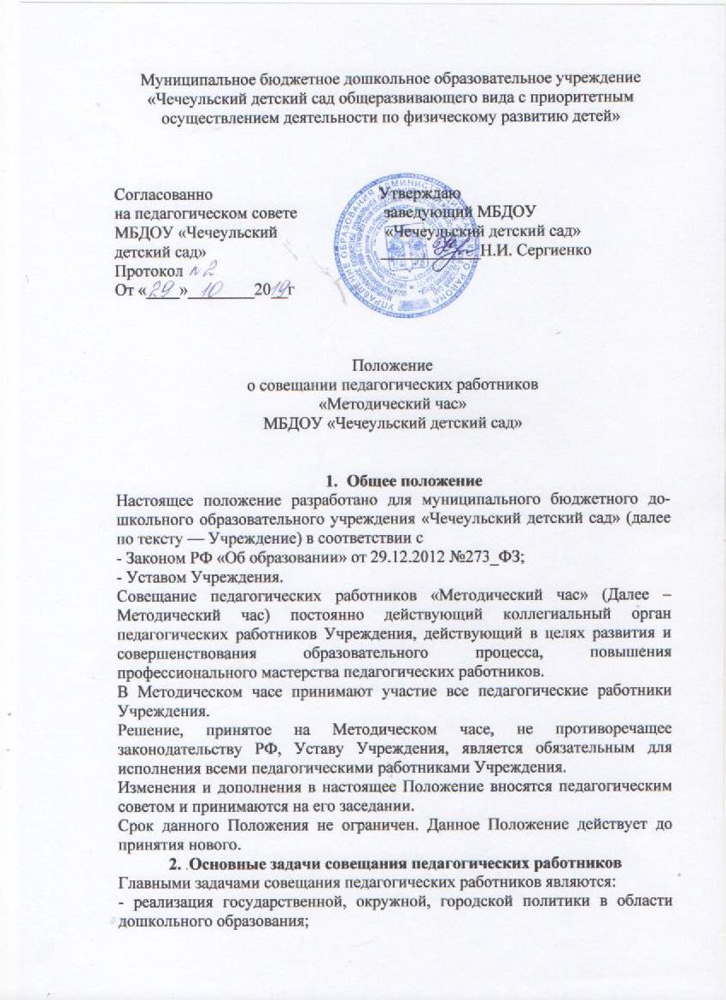 Муниципальное бюджетное дошкольное образовательное учреждение
«Чечеульский детский сад общеразвивающего вида с приоритетным
осуществлением деятельности по физическому развитию детей»
Согласованно
на педагогическом совете
МБДОУ «Чечеульский
детский сад»
Протокол №2
От «29» 10 2019г
Утверждаю
заведующий МБДОУ
«Чечеульский детский сад»
Н.И. Сергиенко
УПРАВЛЕНИЕ ОБРАЗОВАНИЯ РАЙОНА
Положение
о совещании педагогических работников
«Методический час»
МБДОУ «Чечеульский детский сад»
1. Общее положение
Настоящее положение разработано для муниципального бюджетного до-
школьного образовательного учреждения «Чечеульский детский сад» (далее
по тексту — Учреждение) в соответствии с
- Законом РФ «Об образовании» от 29.12.2012 №273_ФЗ;
- Уставом Учреждения.
Совещание педагогических работников «Методический час» (Далее –
Методический час) постоянно действующий коллегиальный орган
педагогических работников Учреждения, действующий в целях развития и
совершенствования образовательного процесса, повышения
профессионального мастерства педагогических работников.
В Методическом часе принимают участие все педагогические работники
Учреждения.
Решение, принятое на Методическом часе, не противоречащее
законодательству РФ, Уставу Учреждения, является обязательным для
исполнения всеми педагогическими работниками Учреждения.
Изменения и дополнения в настоящее Положение вносятся педагогическим
советом и принимаются на его заседании.
Срок данного Положения не ограничен. Данное Положение действует до
принятия нового.
2. .Основные задачи совещания педагогических работников
Главными задачами совещания педагогических работников являются:
- реализация государственной, окружной, городской политики в области
дошкольного образования;